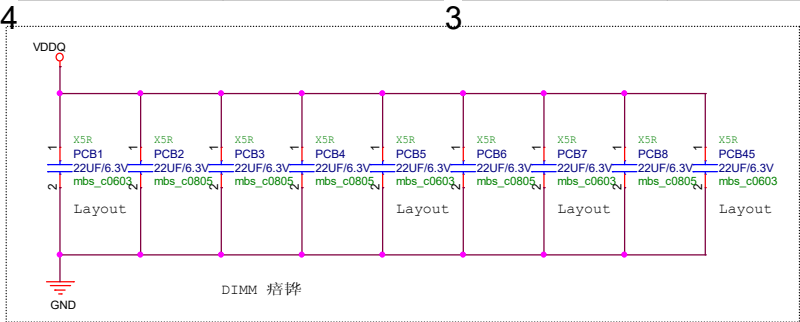 4 3
VDDQ
X5R X5R X5R X5R X5R X5R X5R X5R X5R
1 1 1 1 1 1 1 1 1
PCB1 PCB2 PCB3 PCB4 PCB5 PCB6 PCB7 PCB8 PCB45
22UF/6.3V 22UF/6.3V 22UF/6.3V 22UF/6.3V 22UF/6.3V 22UF/6.3V 22UF/6.3V 22UF/6.3V 22UF/6.3V
mbs_c0603 mbs_c0805 mbs_c0805 mbs_c0805 mbs_c0603 mbs_c0805 mbs_c0603 mbs_c0805 mbs_c0603
2 2 2 2 2 2 2 2 2
Layout Layout Layout Layout
DIMM 瘩铧
GND